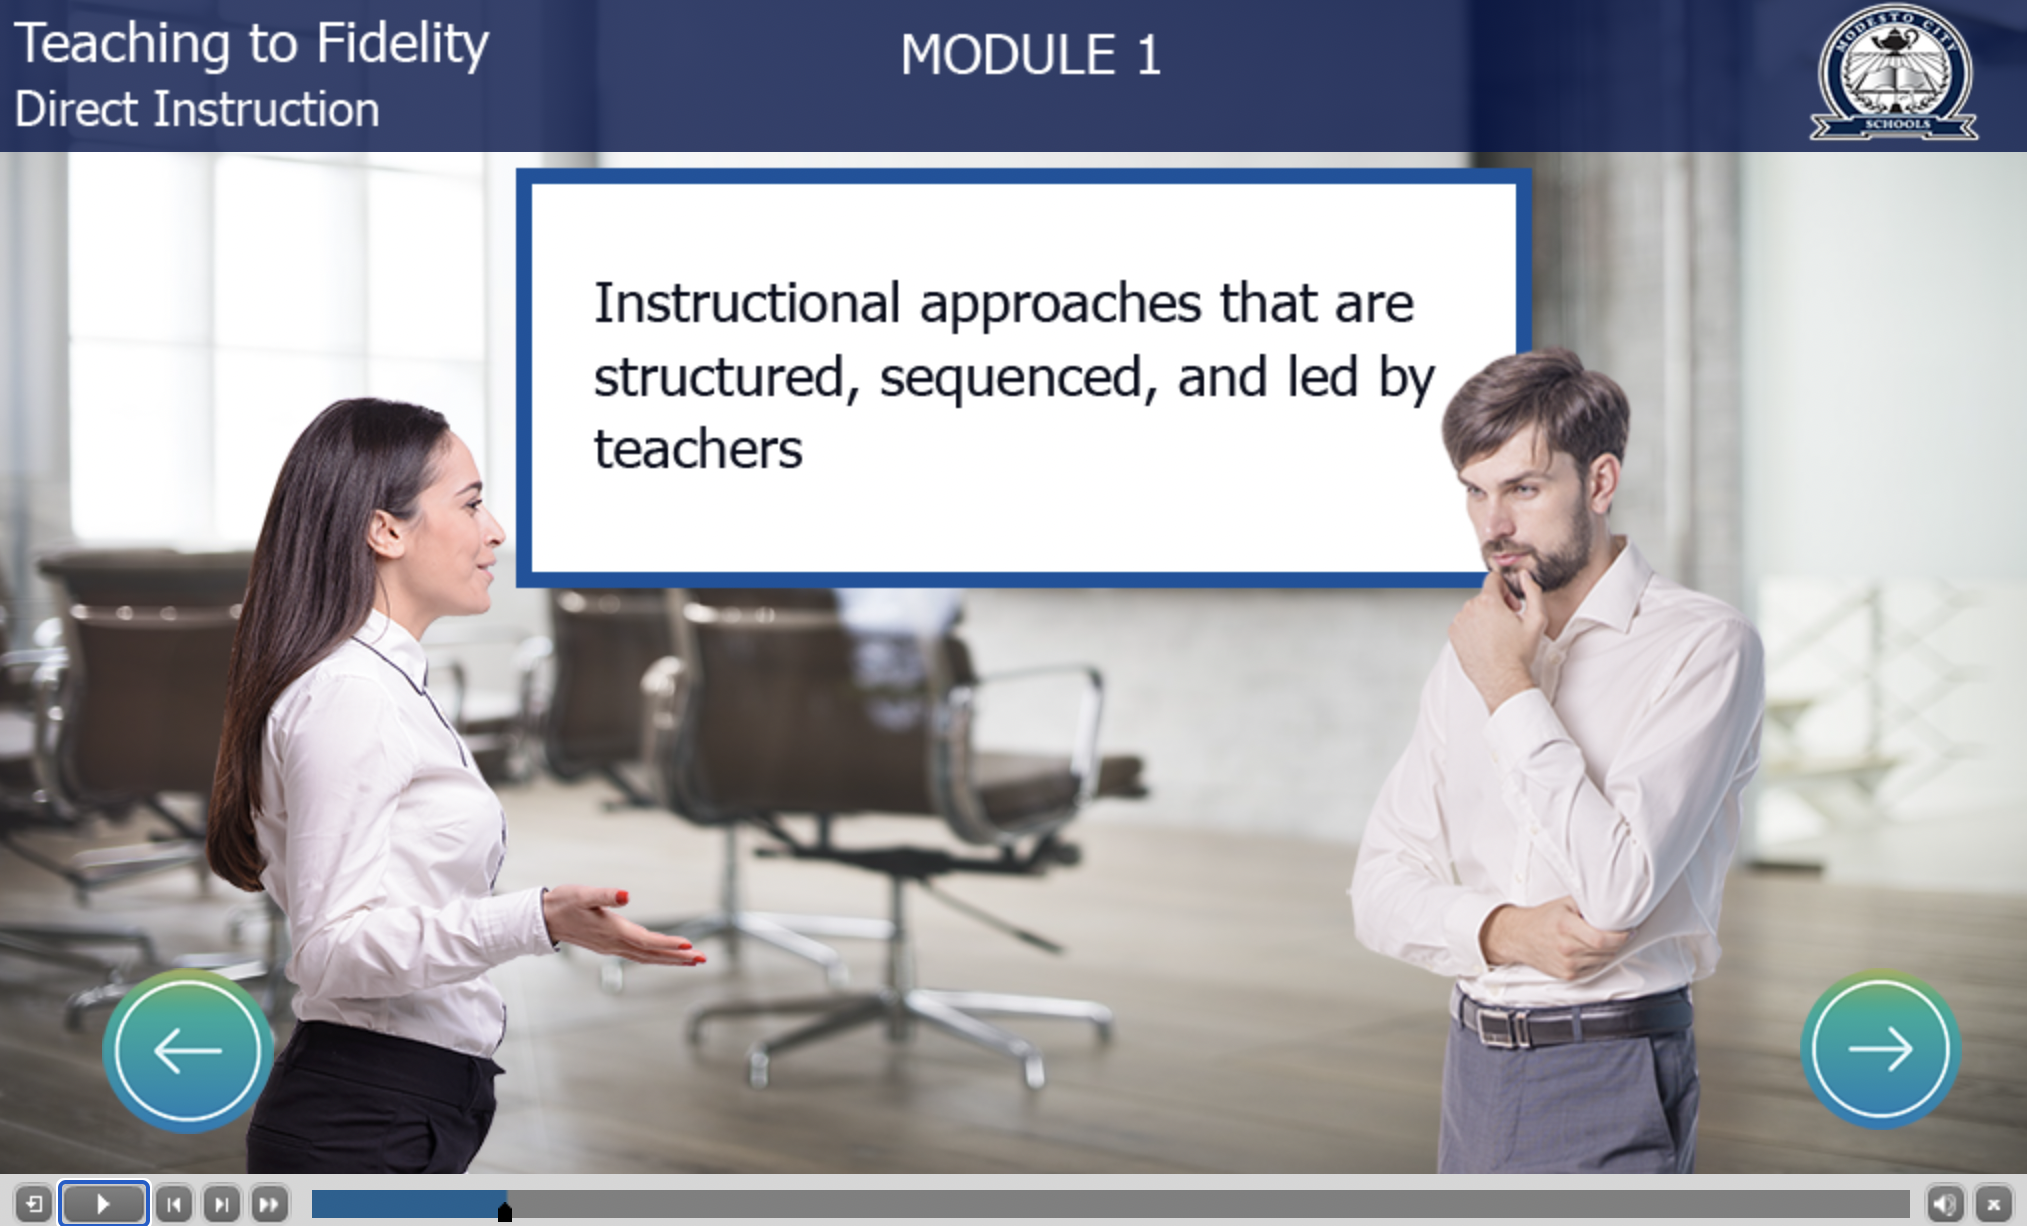 Teaching to Fidelity
Direct Instruction
MODULE 1
MODESTO CITY
SCHOOLS
Instructional approaches that are
structured, sequenced, and led by
teachers